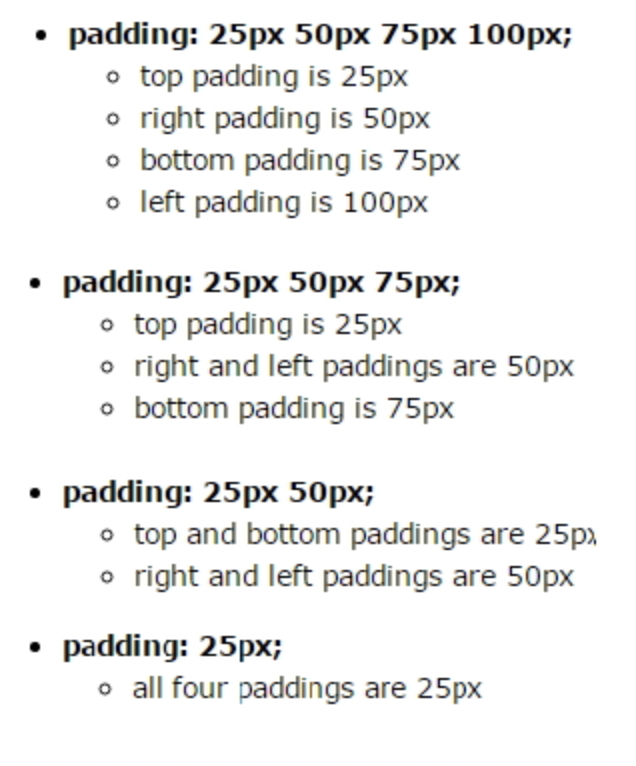 padding: 25px 50px 75px 100px;
top padding is 25px
right padding is 50px
bottom padding is 75px
left padding is 100px
padding: 25px 50px 75px;
top padding is 25px
right and left paddings are 50px
bottom padding is 75px
padding: 25px 50px;
top and bottom paddings are 25px
right and left paddings are 50px
padding: 25px;
all four paddings are 25px